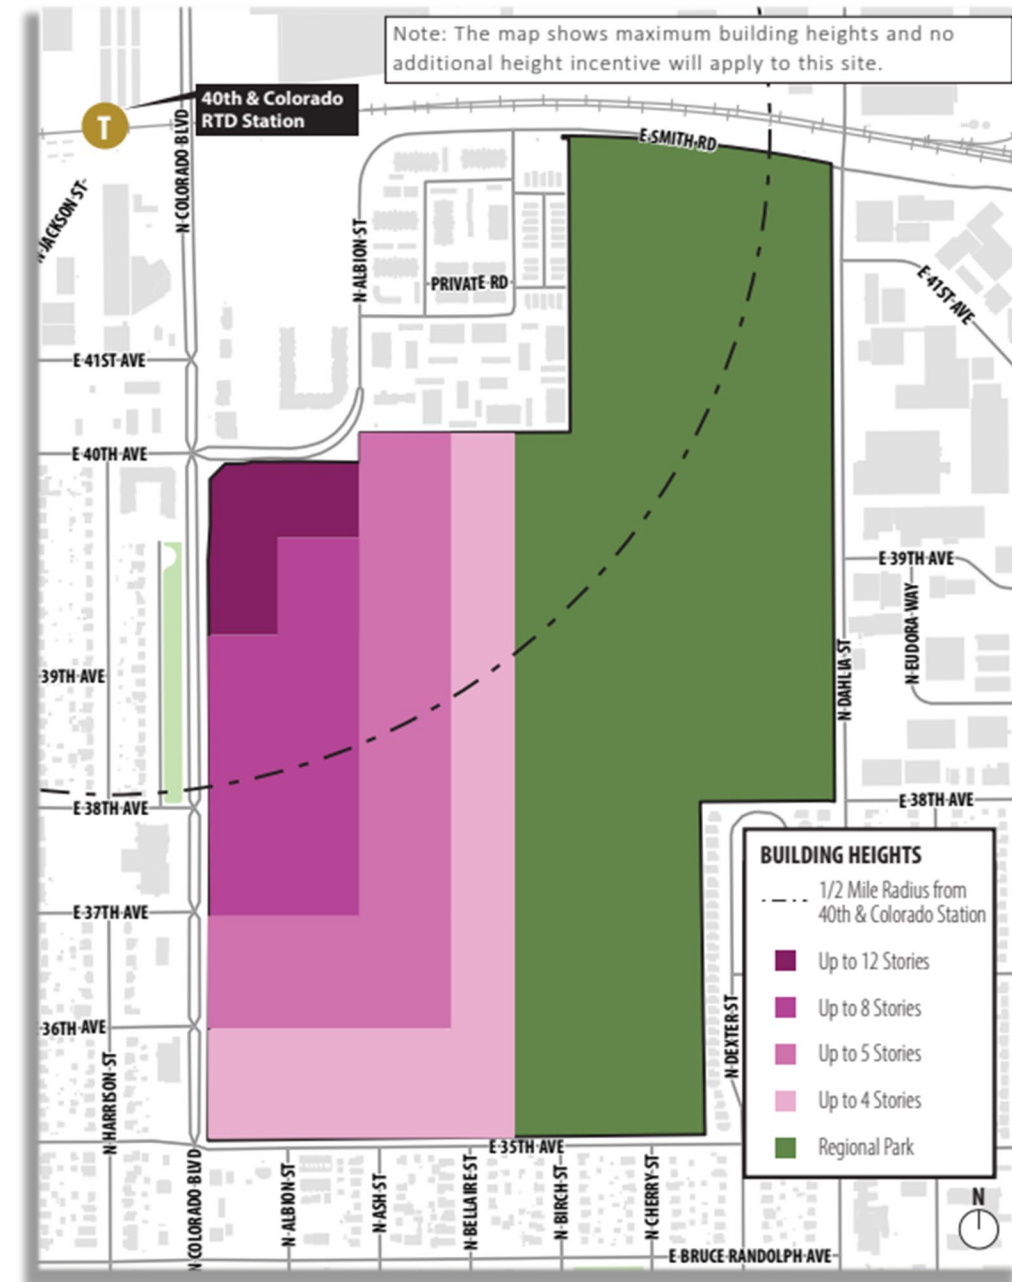 Note: The map shows maximum building heights and no
additional height incentive will apply to this site.
40th & Colorado
RTD Station
T
N COLORADO BLVD
E SMITH RD
N JACKSON ST
N ALBION ST
PRIVATE RD
E 41ST AVE
E 41ST AVE
E 40TH AVE
E 39TH AVE
N EUDORA WAY
39TH AVE
N DAHLIA ST
E 38TH AVE
E 38TH AVE
BUILDING HEIGHTS
1/2 Mile Radius from
40th & Colorado Station
Up to 12 Stories
Up to 8 Stories
Up to 5 Stories
Up to 4 Stories
Regional Park
E 37TH AVE
36TH AVE
N DEXTER ST
N HARRISON ST
E 35TH AVE
N COLORADO BLVD
N ALBION ST
N ASH ST
N BELLAIRE ST
N BIRCH ST
N CHERRY ST
N
E BRUCE RANDOLPH AVE